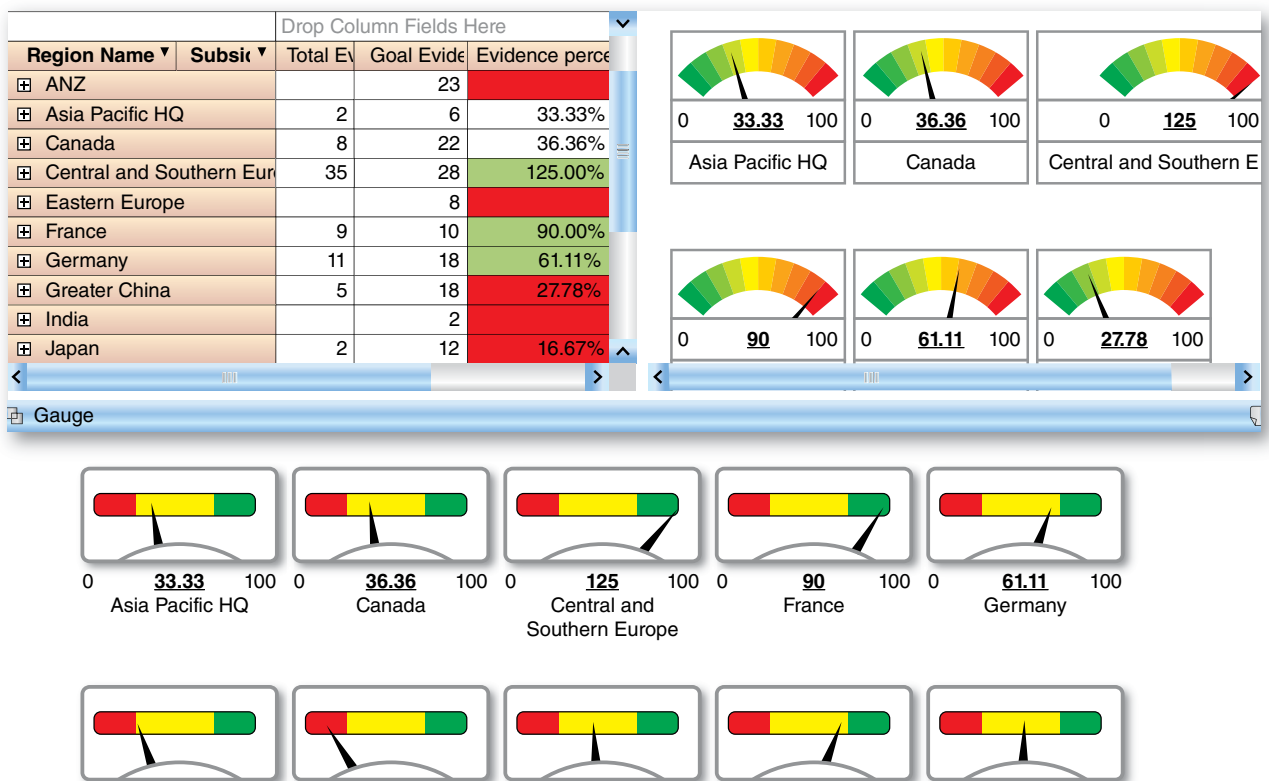 Drop Column Fields Here
Region Name Subsic Total Ev Goal Evide Evidence perce
ANZ 23
Asia Pacific HQ 2 6 33.33%
Canada 8 22 36.36%
Central and Southern Eur 35 28 125.00%
Eastern Europe 8
France 9 10 90.00%
Germany 11 18 61.11%
Greater China 5 18 27.78%
India 2
Japan 2 12 16.67%
0 33.33 100 0 36.36 100 0 125 100
Asia Pacific HQ Canada Central and Southern E
0 90 100 0 61.11 100 0 27.78 100
Gauge
0 33.33 100 0 36.36 100 0 125 100 0 90 100 0 61.11 100
Asia Pacific HQ Canada Central and France Germany
Southern Europe